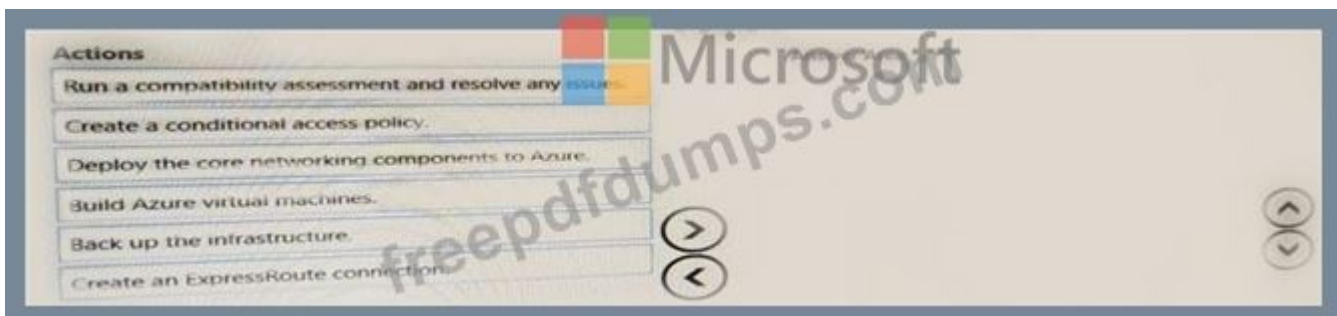 Actions
Run a compatibility assessment and resolve any issues.
Create a conditional access policy.
Deploy the core networking components to Azure.
Build Azure virtual machines.
Back up the infrastructure.
Create an ExpressRoute connection.
Microsoft
freepdfdumps.com